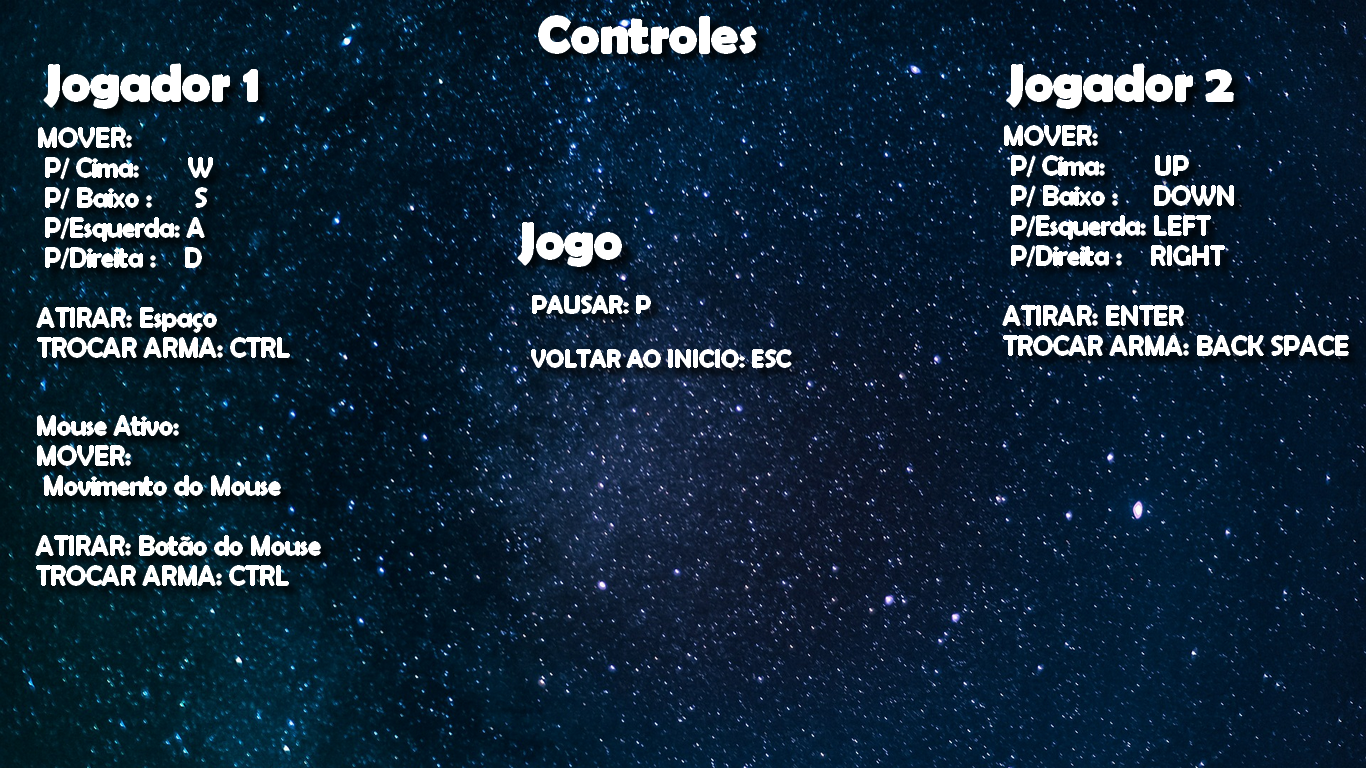 Controles
Jogador 1
MOVER:
P/ Cima: W
P/ Baixo : S
P/Esquerda: A
P/Direita : D
ATIRAR: Espaço
TROCAR ARMA: CTRL
Mouse Ativo:
MOVER:
Movimento do Mouse
ATIRAR: Botão do Mouse
TROCAR ARMA: CTRL
Jogo
PAUSAR: P
VOLTAR AO INICIO: ESC
Jogador 2
MOVER:
P/ Cima: UP
P/ Baixo : DOWN
P/Esquerda: LEFT
P/Direita : RIGHT
ATIRAR: ENTER
TROCAR ARMA: BACK SPACE